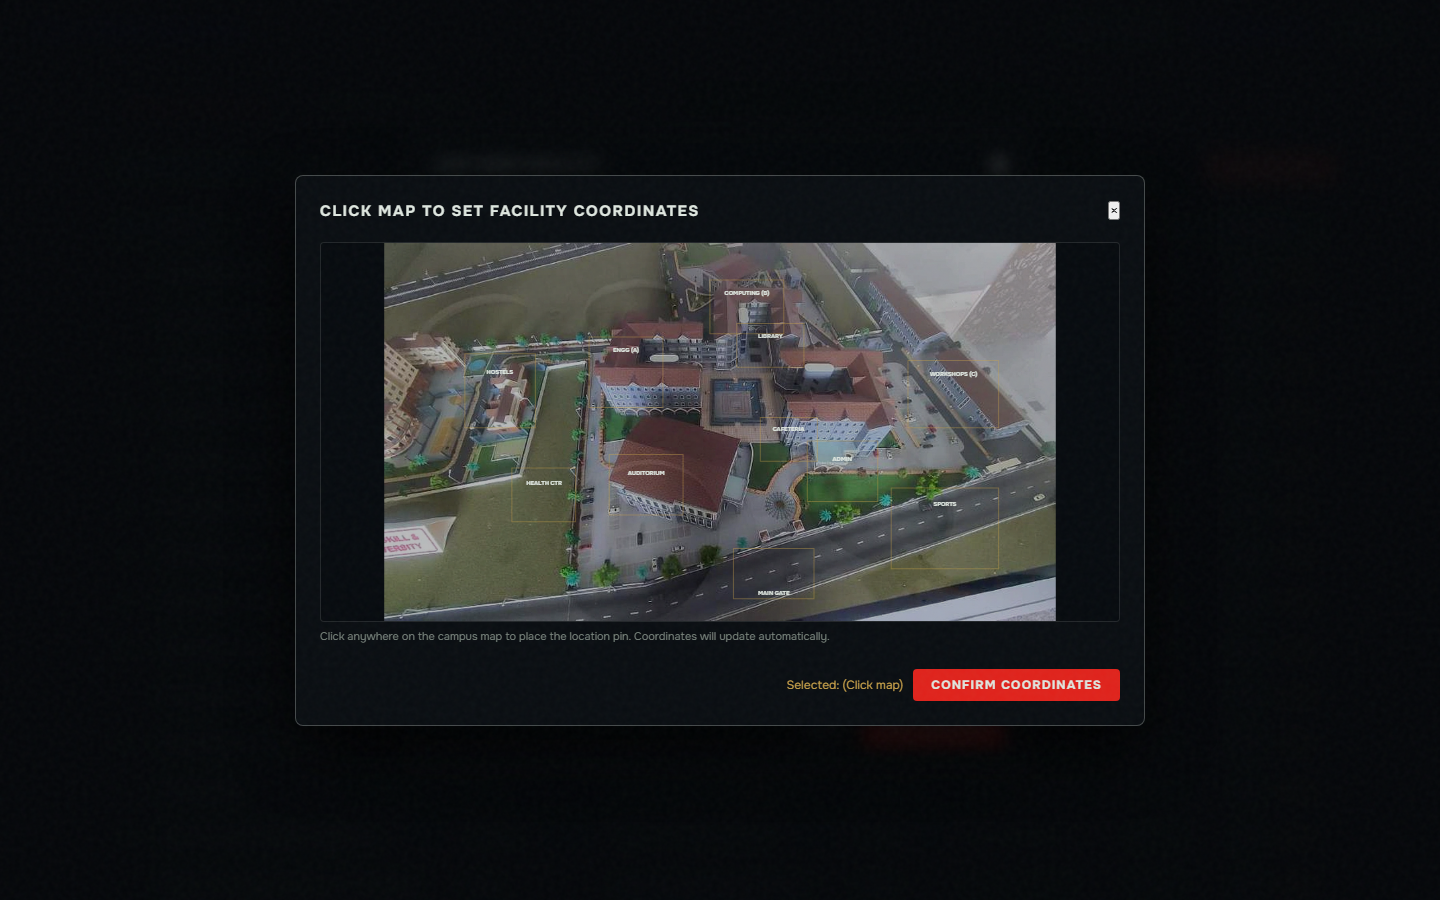 CLICK MAP TO SET FACILITY COORDINATES
×
COMPUTING (B)
LIBRARY
ENGG (A)
HOSTELS
WORKSHOPS (C)
CAFETERIA
ADMIN
AUDITORIUM
HEALTH CTR
SPORTS
MAIN GATE
Click anywhere on the campus map to place the location pin. Coordinates will update automatically.
Selected: (Click map)
CONFIRM COORDINATES